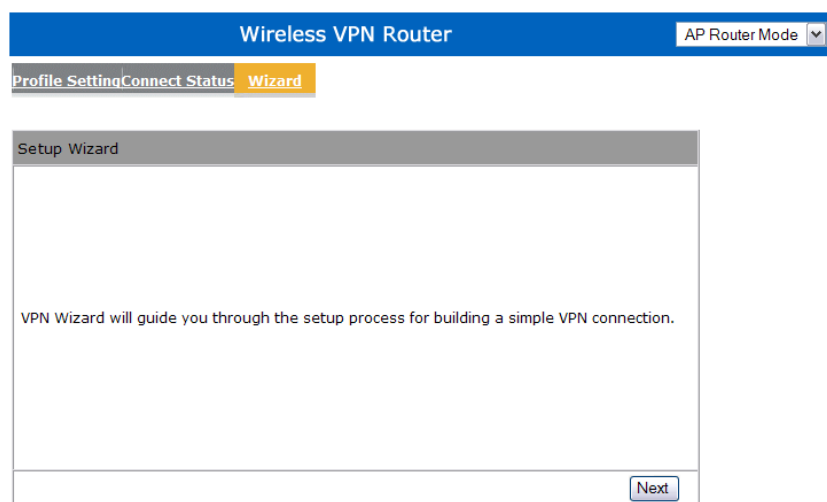 Wireless VPN Router
AP Router Mode
Profile Setting Connect Status Wizard
Setup Wizard
VPN Wizard will guide you through the setup process for building a simple VPN connection.
Next